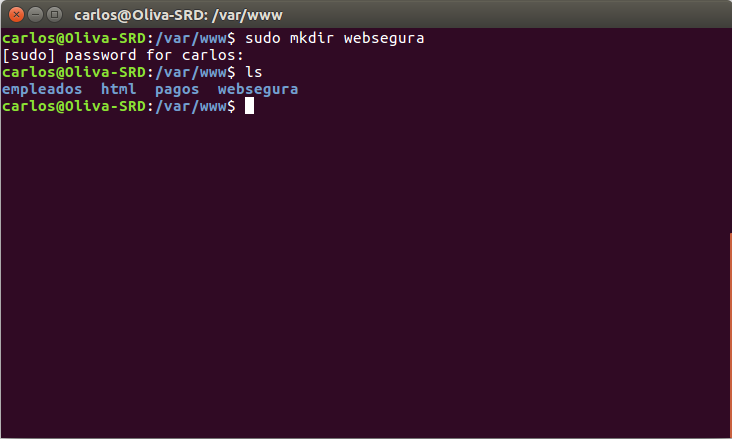 carlos@Oliva-SRD: /var/www
carlos@Oliva-SRD:/var/www$ sudo mkdir websegura
[sudo] password for carlos:
carlos@Oliva-SRD:/var/www$ ls
empleados  html  pagos  websegura
carlos@Oliva-SRD:/var/www$